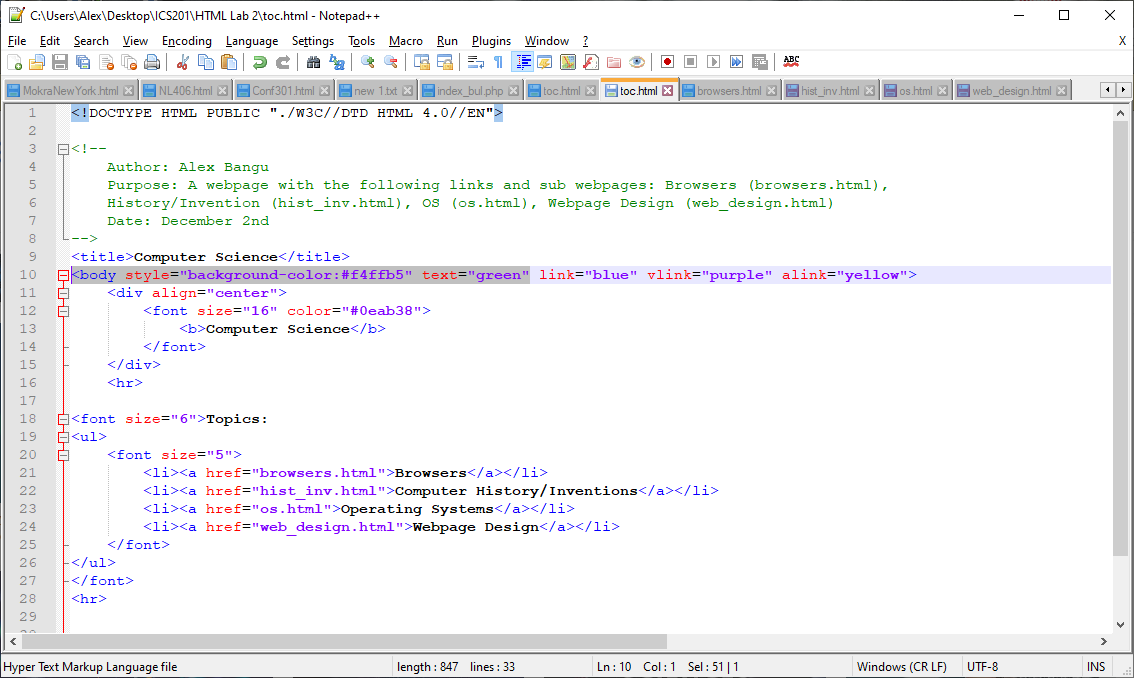 C:\Users\Alex\Desktop\ICS201\HTML Lab 2\toc.html - Notepad++
File Edit Search View Encoding Language Settings Tools Macro Run Plugins Window ? X
ABC
MokraNewYork.html NL406.html Conf301.html new 1.txt index_bul.php toc.html toc.html browsers.html hist_inv.html os.html web_design.html
1 <!DOCTYPE HTML PUBLIC "./W3C//DTD HTML 4.0//EN">
2
3 <!--
4 Author: Alex Bangu
5 Purpose: A webpage with the following links and sub webpages: Browsers (browsers.html),
6 History/Invention (hist_inv.html), OS (os.html), Webpage Design (web_design.html)
7 Date: December 2nd
8 -->
9 <title>Computer Science</title>
10 <body style="background-color:#f4ffb5" text="green" link="blue" vlink="purple" alink="yellow">
11 <div align="center">
12 <font size="16" color="#0eab38">
13 <b>Computer Science</b>
14 </font>
15 </div>
16 <hr>
17
18 <font size="6">Topics:
19 <ul>
20 <font size="5">
21 <li><a href="browsers.html">Browsers</a></li>
22 <li><a href="hist_inv.html">Computer History/Inventions</a></li>
23 <li><a href="os.html">Operating Systems</a></li>
24 <li><a href="web_design.html">Webpage Design</a></li>
25 </font>
26 </ul>
27 </font>
28 <hr>
29
Hyper Text Markup Language file length : 847 lines : 33 Ln : 10 Col : 1 Sel : 51 | 1 Windows (CR LF) UTF-8 INS